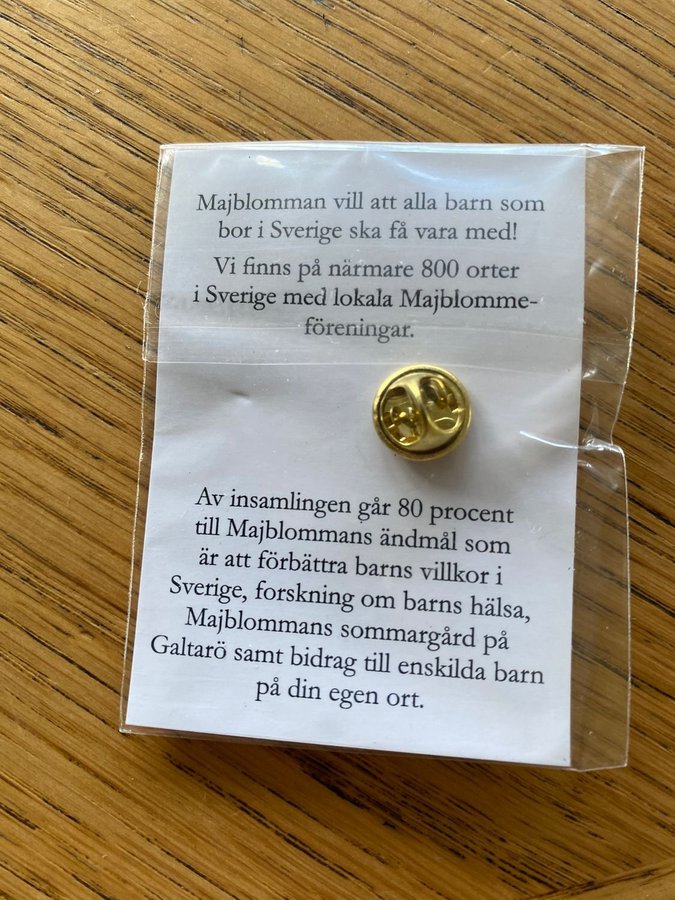 Majblomman vill att alla barn som
bor i Sverige ska få vara med!
Vi finns på närmare 800 orter
i Sverige med lokala Majblomme-
föreningar.
Av insamlingen går 80 procent
till Majblommans ändmål som
är att förbättra barns villkor i
Sverige, forskning om barns hälsa,
Majblommans sommargård på
Galtarö samt bidrag till enskilda barn
på din egen ort.